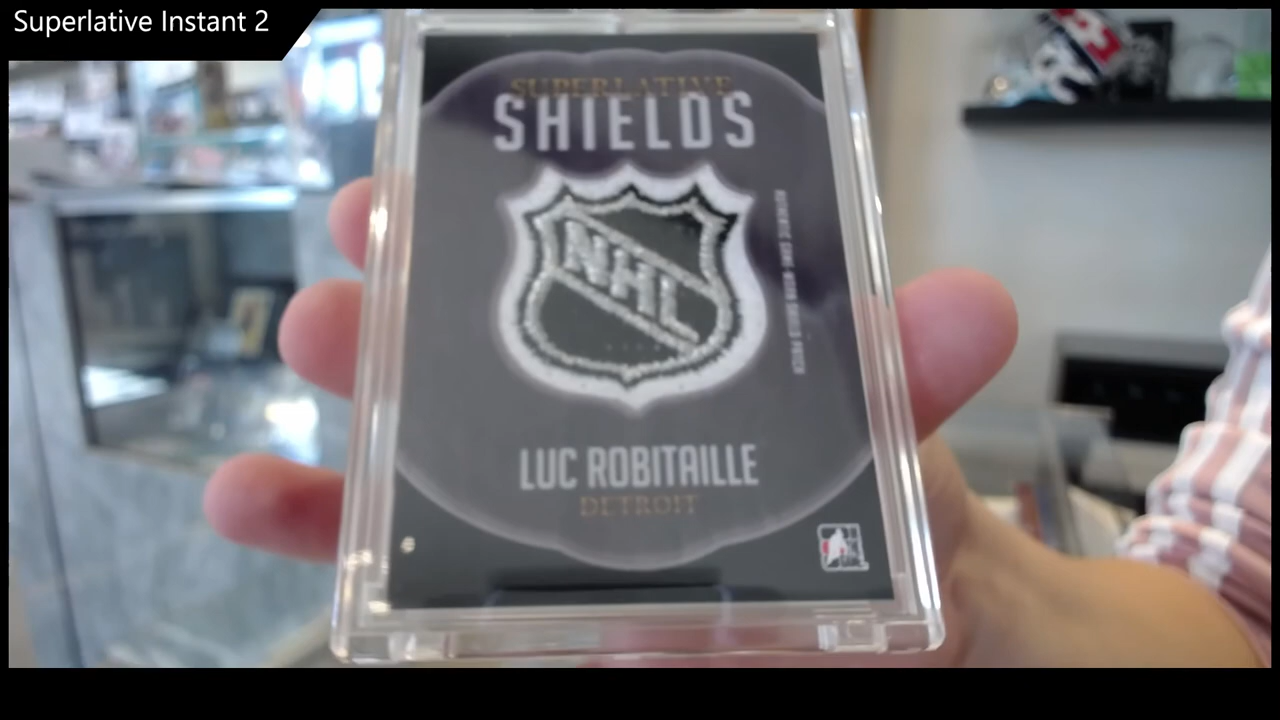 Superlative Instant 2
SUPERLATIVE
SHIELDS
NHL
LUC ROBITAILLE
DETROIT